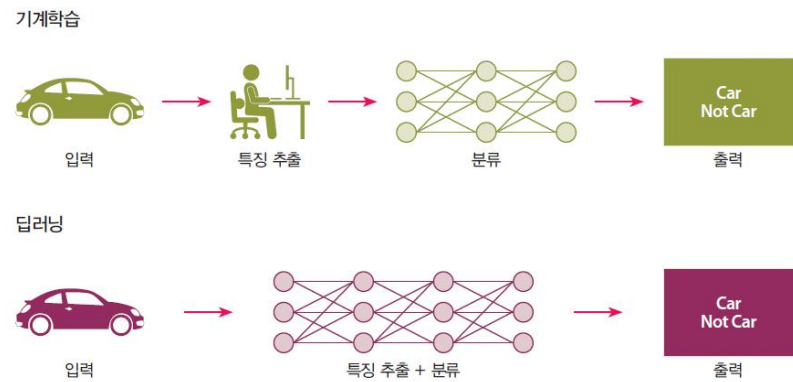 기계학습
Car
Not Car
입력
특징 추출
분류
출력
딥러닝
Car
Not Car
입력
특징 추출 + 분류
출력